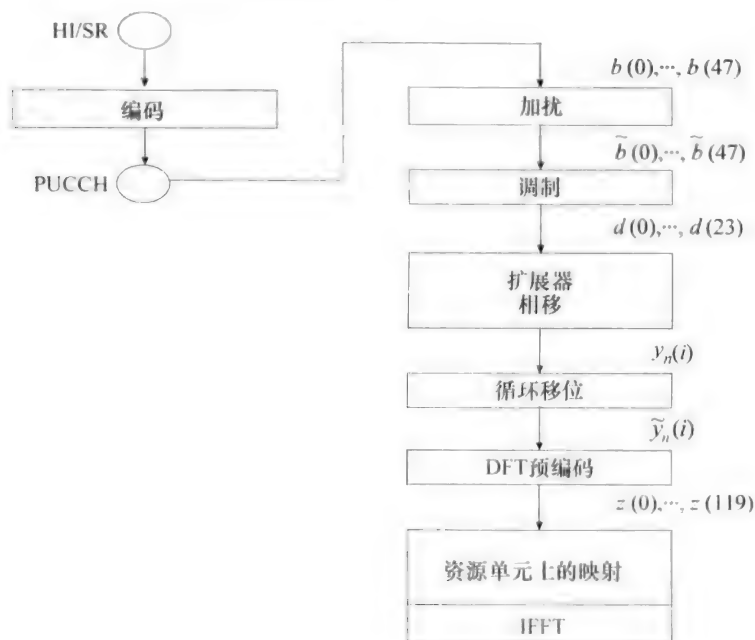 HI/SR
编码
PUCCH
b(0),···, b(47)
加扰
b̃(0),···, b̃(47)
调制
d(0),···, d(23)
扩展器
相移
yₙ(i)
循环移位
ỹₙ(i)
DFT预编码
z(0),···, z(119)
资源单元上的映射
IFFT